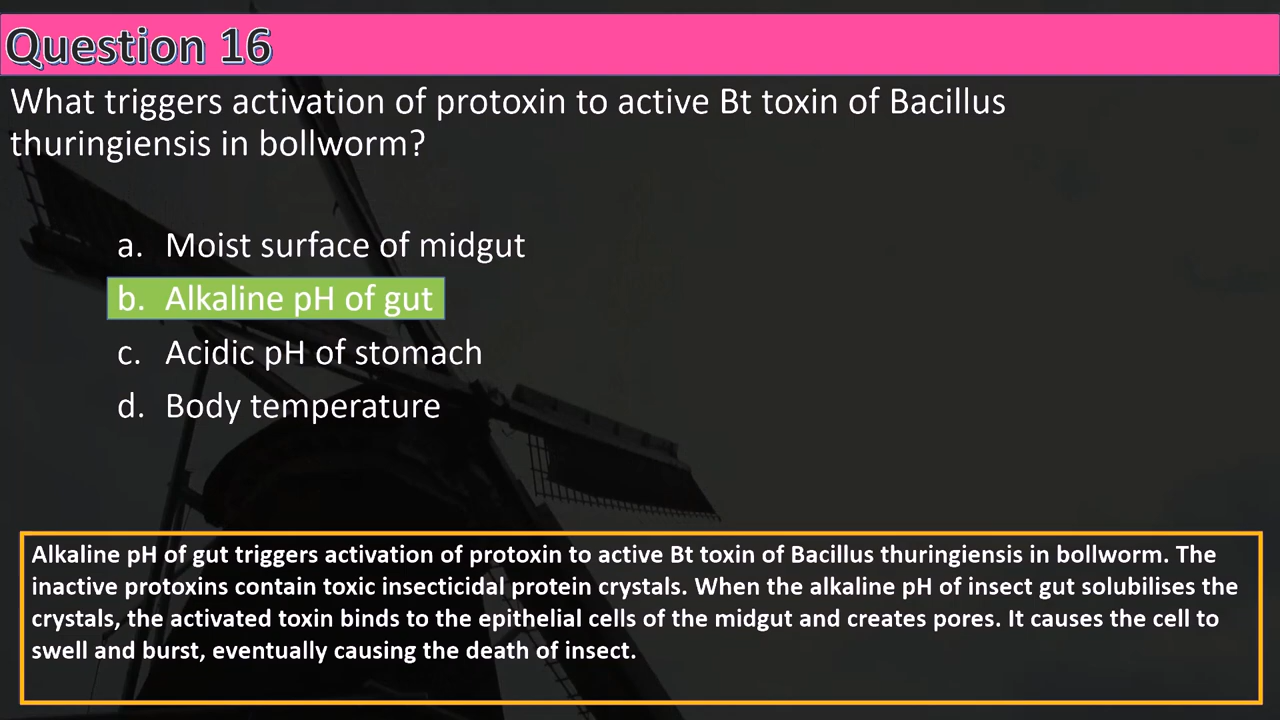 Question 16
What triggers activation of protoxin to active Bt toxin of Bacillus
thuringiensis in bollworm?
a. Moist surface of midgut
b. Alkaline pH of gut
c. Acidic pH of stomach
d. Body temperature
Alkaline pH of gut triggers activation of protoxin to active Bt toxin of Bacillus thuringiensis in bollworm. The
inactive protoxins contain toxic insecticidal protein crystals. When the alkaline pH of insect gut solubilises the
crystals, the activated toxin binds to the epithelial cells of the midgut and creates pores. It causes the cell to
swell and burst, eventually causing the death of insect.